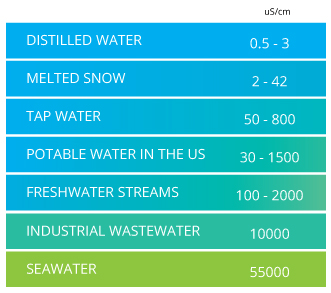 uS/cm
DISTILLED WATER 0.5 - 3
MELTED SNOW 2 - 42
TAP WATER 50 - 800
POTABLE WATER IN THE US 30 - 1500
FRESHWATER STREAMS 100 - 2000
INDUSTRIAL WASTEWATER 10000
SEAWATER 55000